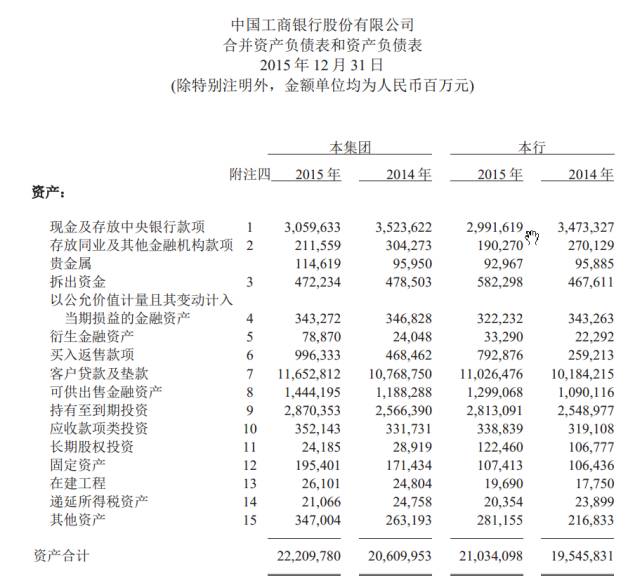 中国工商银行股份有限公司
合并资产负债表和资产负债表
2015 年 12 月 31 日
(除特别注明外，金额单位均为人民币百万元)
本集团 本行
附注四 2015 年 2014 年 2015 年 2014 年
资产：
现金及存放中央银行款项 1 3,059,633 3,523,622 2,991,619 3,473,327
存放同业及其他金融机构款项 2 211,559 304,273 190,270 270,129
贵金属 114,619 95,950 92,967 95,885
拆出资金 3 472,234 478,503 582,298 467,611
以公允价值计量且其变动计入
当期损益的金融资产 4 343,272 346,828 322,232 343,263
衍生金融资产 5 78,870 24,048 33,290 22,292
买入返售款项 6 996,333 468,462 792,876 259,213
客户贷款及垫款 7 11,652,812 10,768,750 11,026,476 10,184,215
可供出售金融资产 8 1,444,195 1,188,288 1,299,068 1,090,116
持有至到期投资 9 2,870,353 2,566,390 2,813,091 2,548,977
应收款项类投资 10 352,143 331,731 338,839 319,108
长期股权投资 11 24,185 28,919 122,460 106,777
固定资产 12 195,401 171,434 107,413 106,436
在建工程 13 26,101 24,804 19,690 17,750
递延所得税资产 14 21,066 24,758 20,354 23,899
其他资产 15 347,004 263,193 281,155 216,833
资产合计 22,209,780 20,609,953 21,034,098 19,545,831